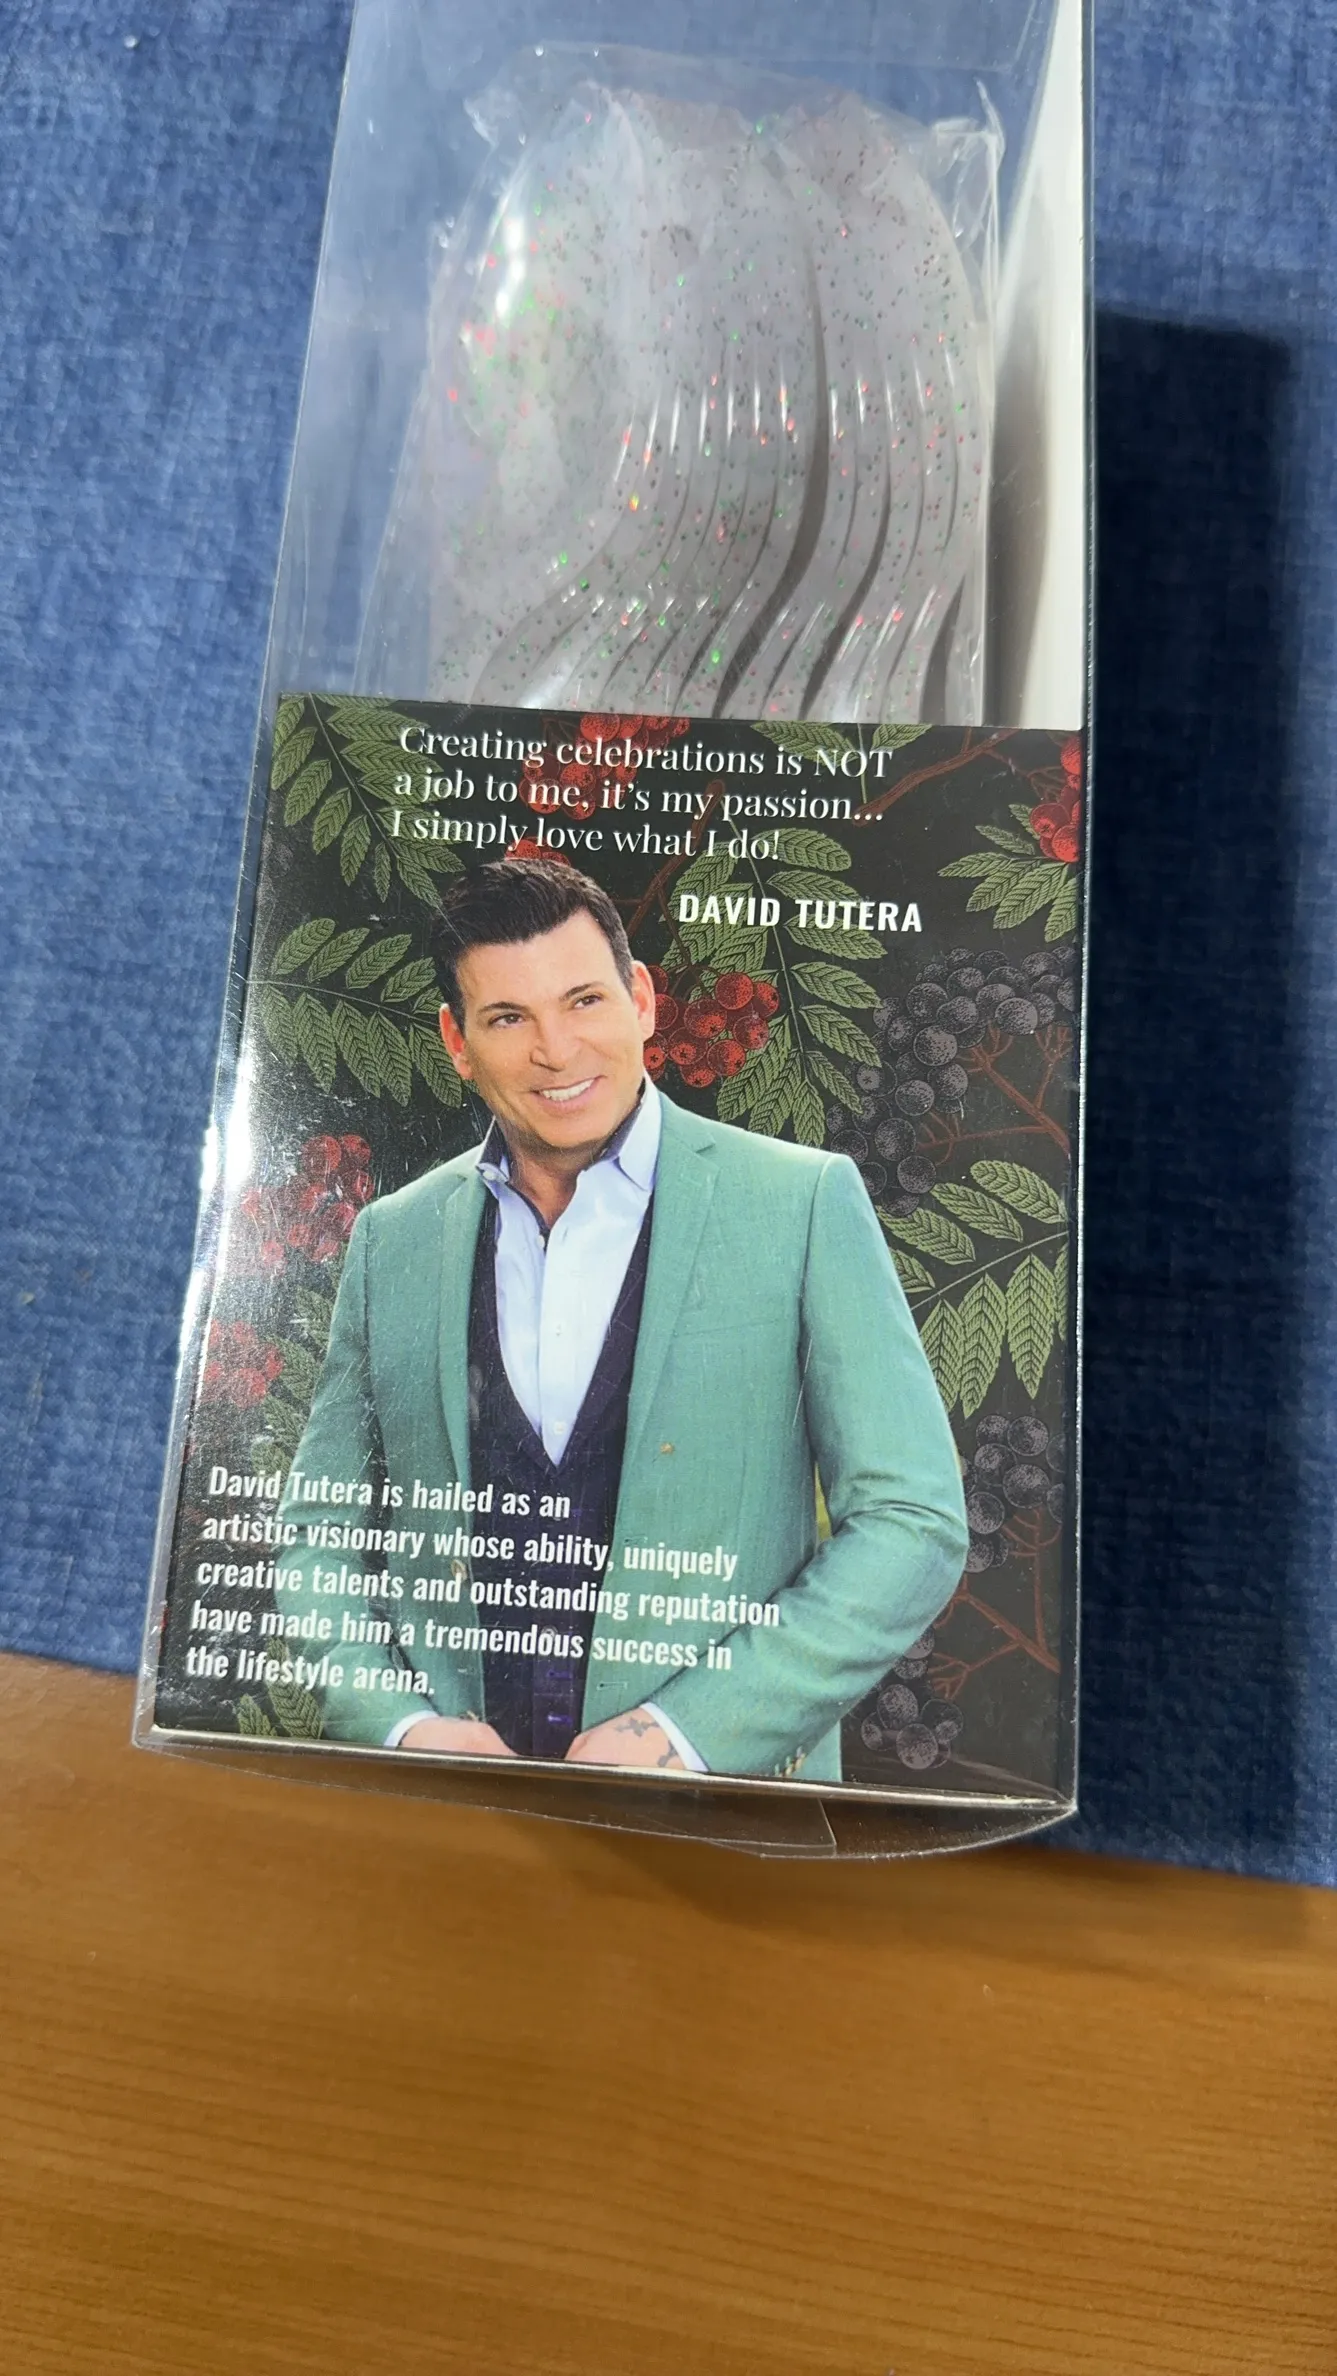 Creating celebrations is NOT
a job to me, it's my passion...
I simply love what I do!
DAVID TUTERA
David Tutera is hailed as an
artistic visionary whose ability, uniquely
creative talents and outstanding reputation
have made him a tremendous success in
the lifestyle arena.